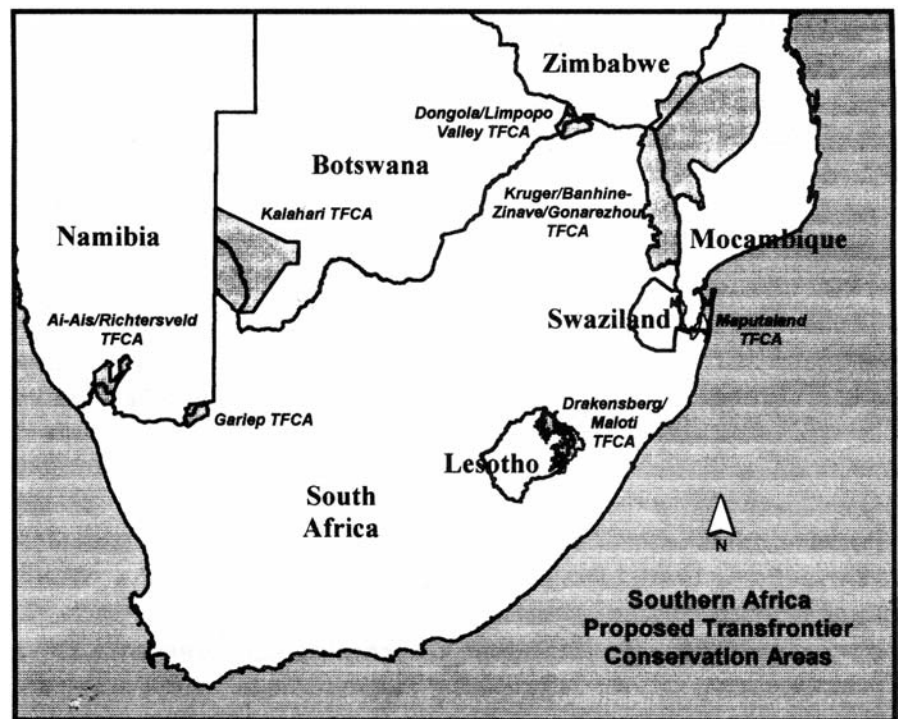 Zimbabwe
Dongola/Limpopo
Valley TFCA
Botswana
Kalahari TFCA
Kruger/Banhine-
Zinave/Gonarezhou
TFCA
Namibia
Mocambique
Ai-Ais/Richtersveld
TFCA
Swaziland
Maputaland
TFCA
Gariep TFCA
Drakensberg/
Maloti
TFCA
Lesotho
South
Africa
N
Southern Africa
Proposed Transfrontier
Conservation Areas